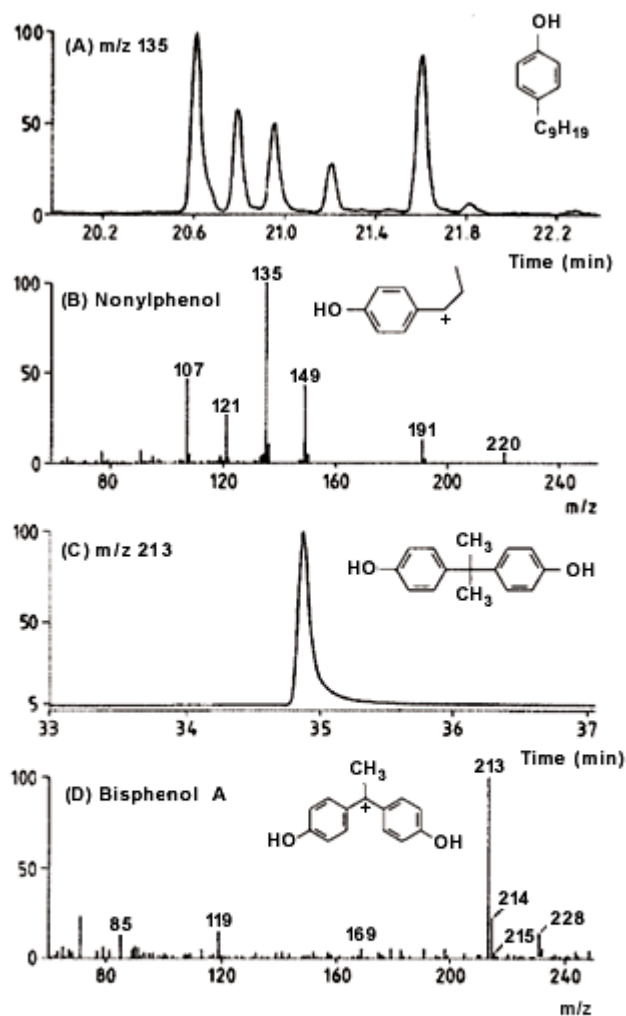 100
(A) m/z 135
OH
50
C9H19
0
20.2 20.6 21.0 21.4 21.8 22.2
Time (min)
100
(B) Nonylphenol
135
HO
+
50
107
149
121
191
220
0
80 120 160 200 240
m/z
100
(C) m/z 213
CH3
HO
OH
CH3
50
5
33 34 35 36 37
Time (min)
100
(D) Bisphenol A
CH3
213
+
HO
OH
50
214
85
119
169
215
228
0
80 120 160 200 240
m/z